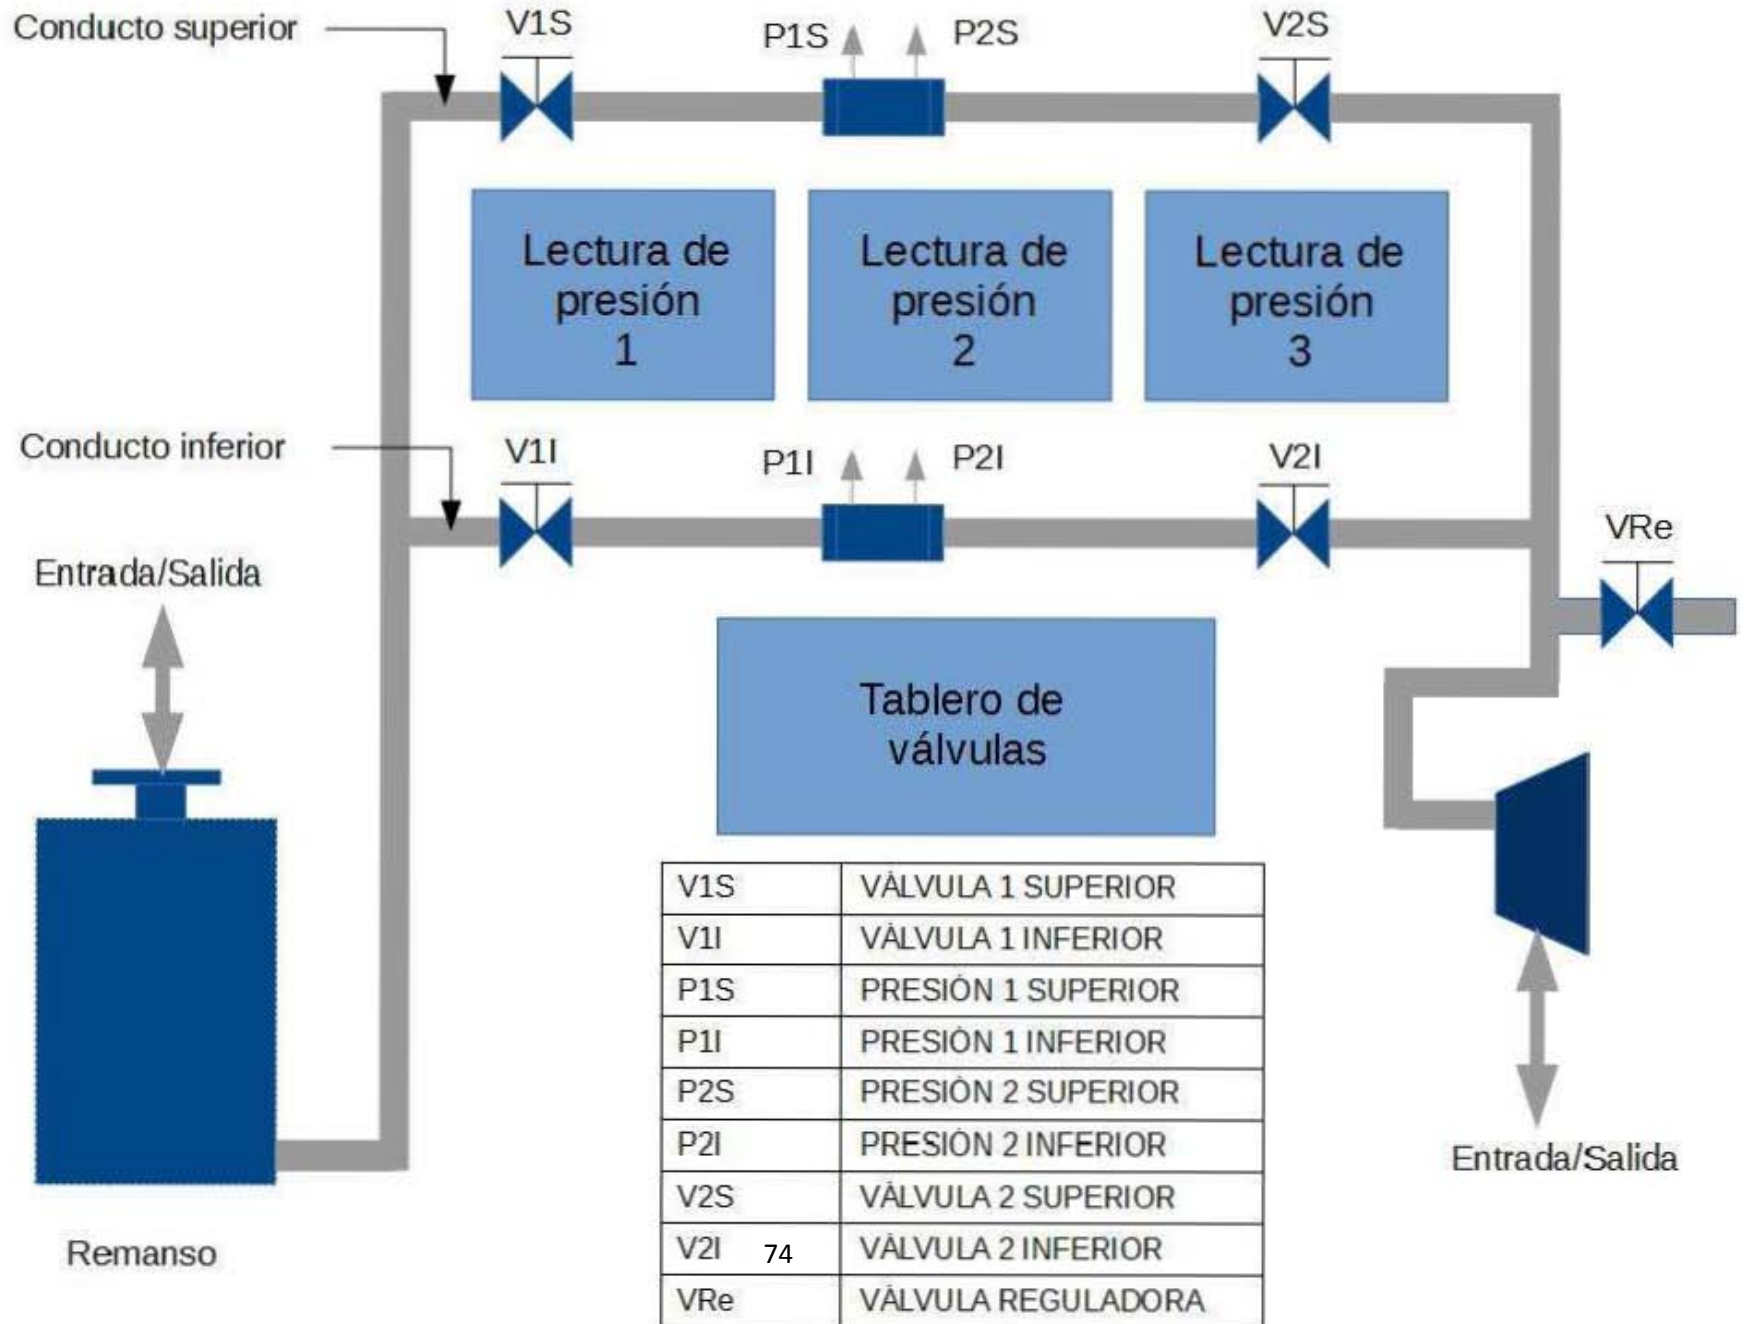 Conducto superior
V1S
P1S
P2S
V2S
Lectura de
presión
1
Lectura de
presión
2
Lectura de
presión
3
Conducto inferior
V1I
P1I
P2I
V2I
VRe
Entrada/Salida
Tablero de
válvulas
V1S VÁLVULA 1 SUPERIOR
V1I VÁLVULA 1 INFERIOR
P1S PRESIÓN 1 SUPERIOR
P1I PRESIÓN 1 INFERIOR
P2S PRESIÓN 2 SUPERIOR
P2I PRESIÓN 2 INFERIOR
V2S VÁLVULA 2 SUPERIOR
V2I 74 VÁLVULA 2 INFERIOR
VRe VÁLVULA REGULADORA
Entrada/Salida
Remanso